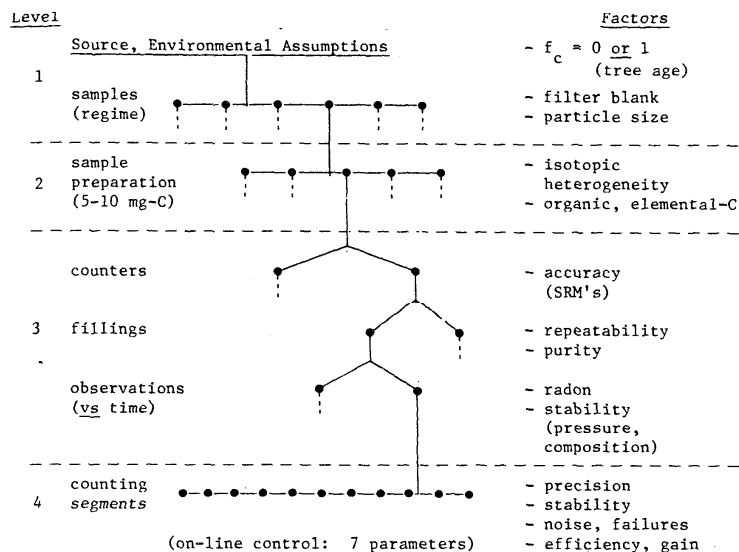 Level Factors
Source, Environmental Assumptions - f_c = 0 or 1
(tree age)
1
samples - filter blank
(regime) - particle size
sample - isotopic
2 preparation heterogeneity
(5-10 mg-C) - organic, elemental-C
counters - accuracy
(SRM's)
3 fillings - repeatability
- purity
observations - radon
(vs time) - stability
(pressure,
composition)
counting - precision
4 segments - stability
- noise, failures
(on-line control: 7 parameters) - efficiency, gain